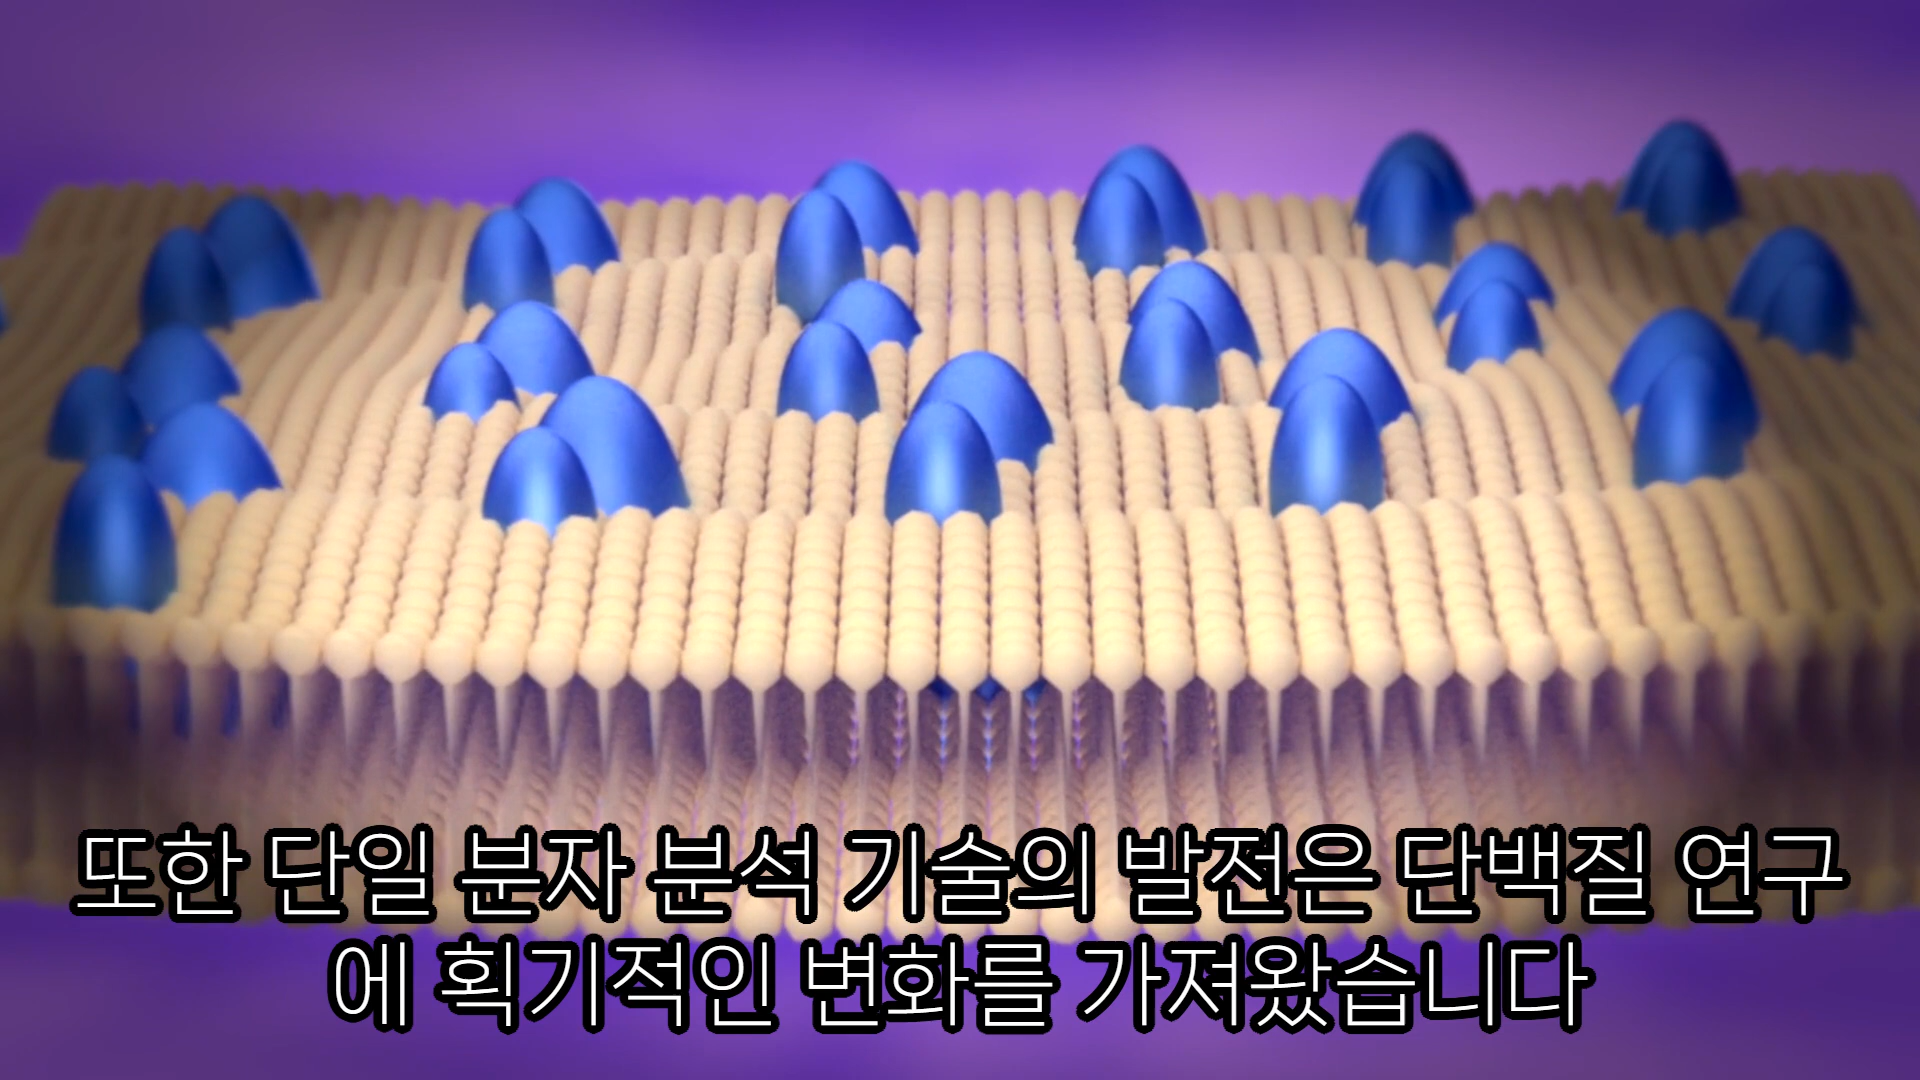 또한 단일 분자 분석 기술의 발전은 단백질 연구
에 획기적인 변화를 가져왔습니다